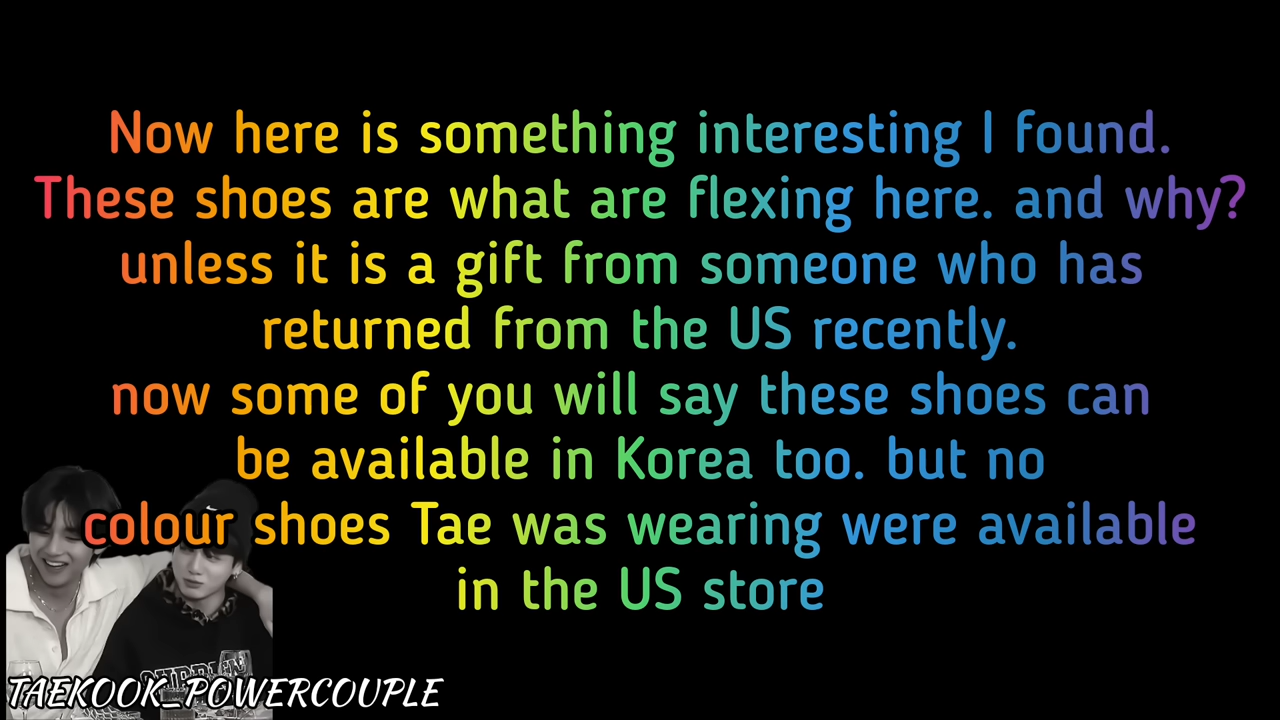 Now here is something interesting I found.
These shoes are what are flexing here. and why?
unless it is a gift from someone who has
returned from the US recently.
now some of you will say these shoes can
be available in Korea too. but no
colour shoes Tae was wearing were available
in the US store
TAEKOOK_POWERCOUPLE